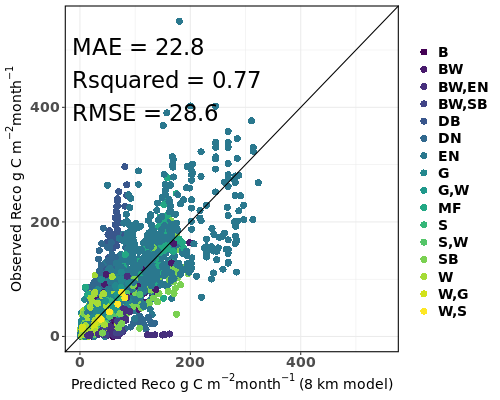 MAE = 22.8
Rsquared = 0.77
RMSE = 28.6
Observed Reco g C m⁻²month⁻¹
400
200
0
0 200 400
Predicted Reco g C m⁻²month⁻¹ (8 km model)
B
BW
BW,EN
BW,SB
DB
DN
EN
G
G,W
MF
S
S,W
SB
W
W,G
W,S